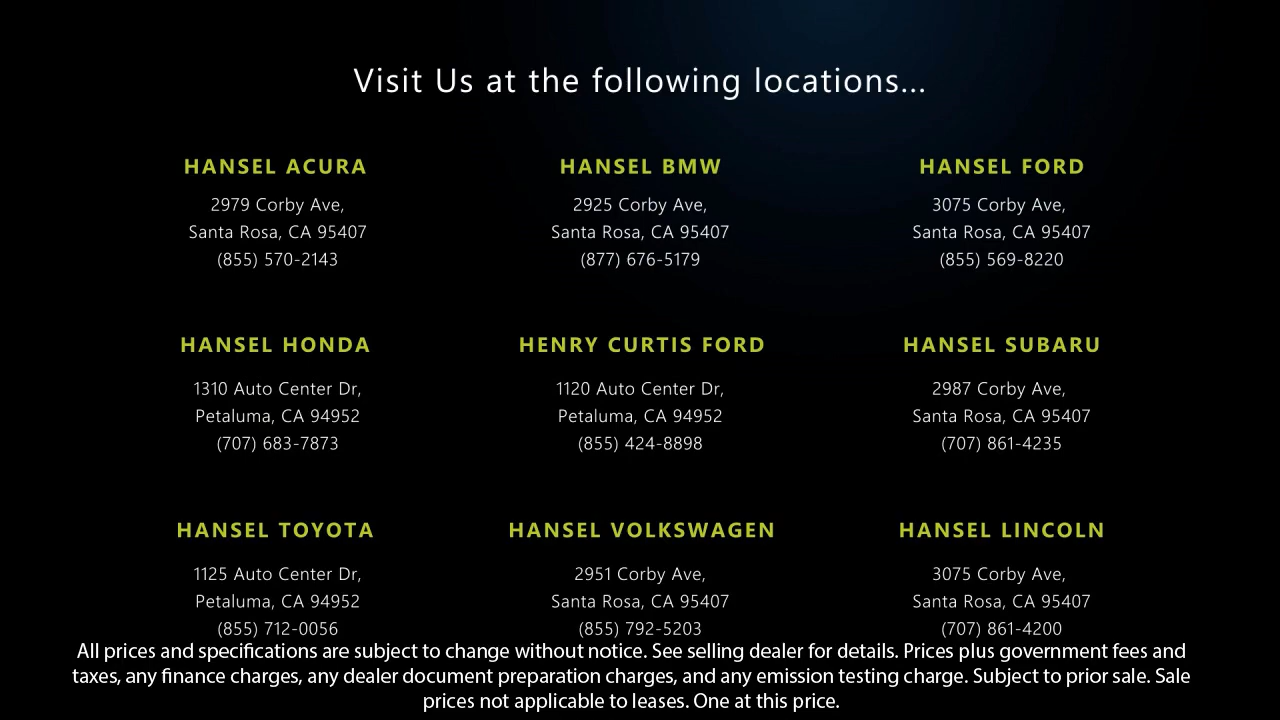 Visit Us at the following locations...
HANSEL ACURA
2979 Corby Ave,
Santa Rosa, CA 95407
(855) 570-2143
HANSEL BMW
2925 Corby Ave,
Santa Rosa, CA 95407
(877) 676-5179
HANSEL FORD
3075 Corby Ave,
Santa Rosa, CA 95407
(855) 569-8220
HANSEL HONDA
1310 Auto Center Dr,
Petaluma, CA 94952
(707) 683-7873
HENRY CURTIS FORD
1120 Auto Center Dr,
Petaluma, CA 94952
(855) 424-8898
HANSEL SUBARU
2987 Corby Ave,
Santa Rosa, CA 95407
(707) 861-4235
HANSEL TOYOTA
1125 Auto Center Dr,
Petaluma, CA 94952
(855) 712-0056
HANSEL VOLKSWAGEN
2951 Corby Ave,
Santa Rosa, CA 95407
(855) 792-5203
HANSEL LINCOLN
3075 Corby Ave,
Santa Rosa, CA 95407
(707) 861-4200
All prices and specifications are subject to change without notice. See selling dealer for details. Prices plus government fees and
taxes, any finance charges, any dealer document preparation charges, and any emission testing charge. Subject to prior sale. Sale
prices not applicable to leases. One at this price.